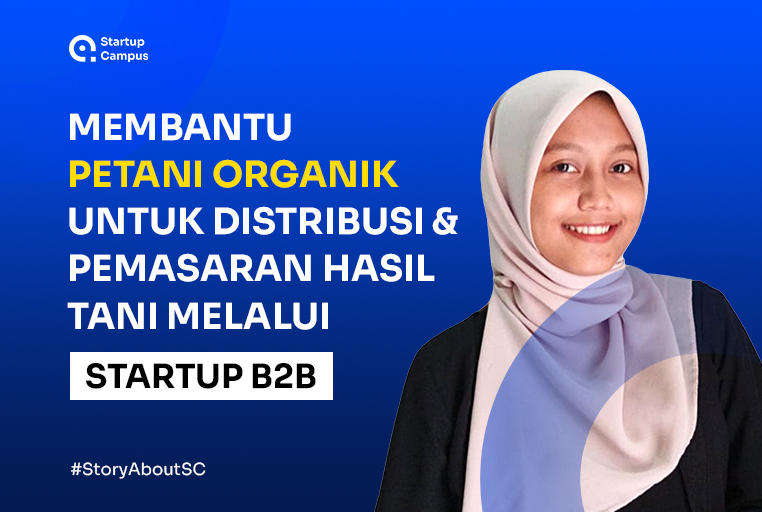 Startup
Campus
MEMBANTU
PETANI ORGANIK
UNTUK DISTRIBUSI &
PEMASARAN HASIL
TANI MELALUI
STARTUP B2B
#StoryAboutSC